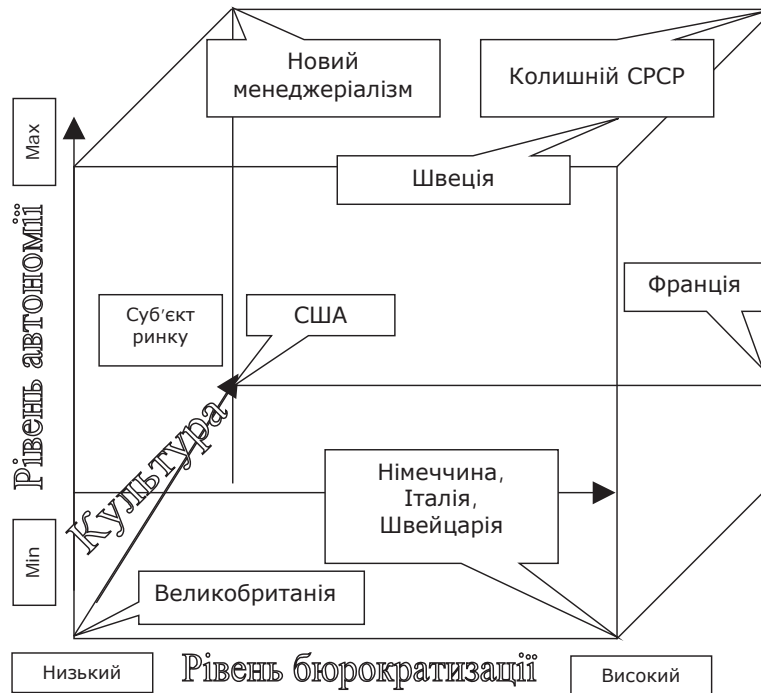 Новий
менеджеріалізм
Колишній СРСР
Max
Швеція
Рівень автономії
Франція
Суб′єкт
ринку
США
Культура
Німеччина,
Італія,
Швейцарія
Min
Великобританія
Низький
Рівень бюрократизації
Високий